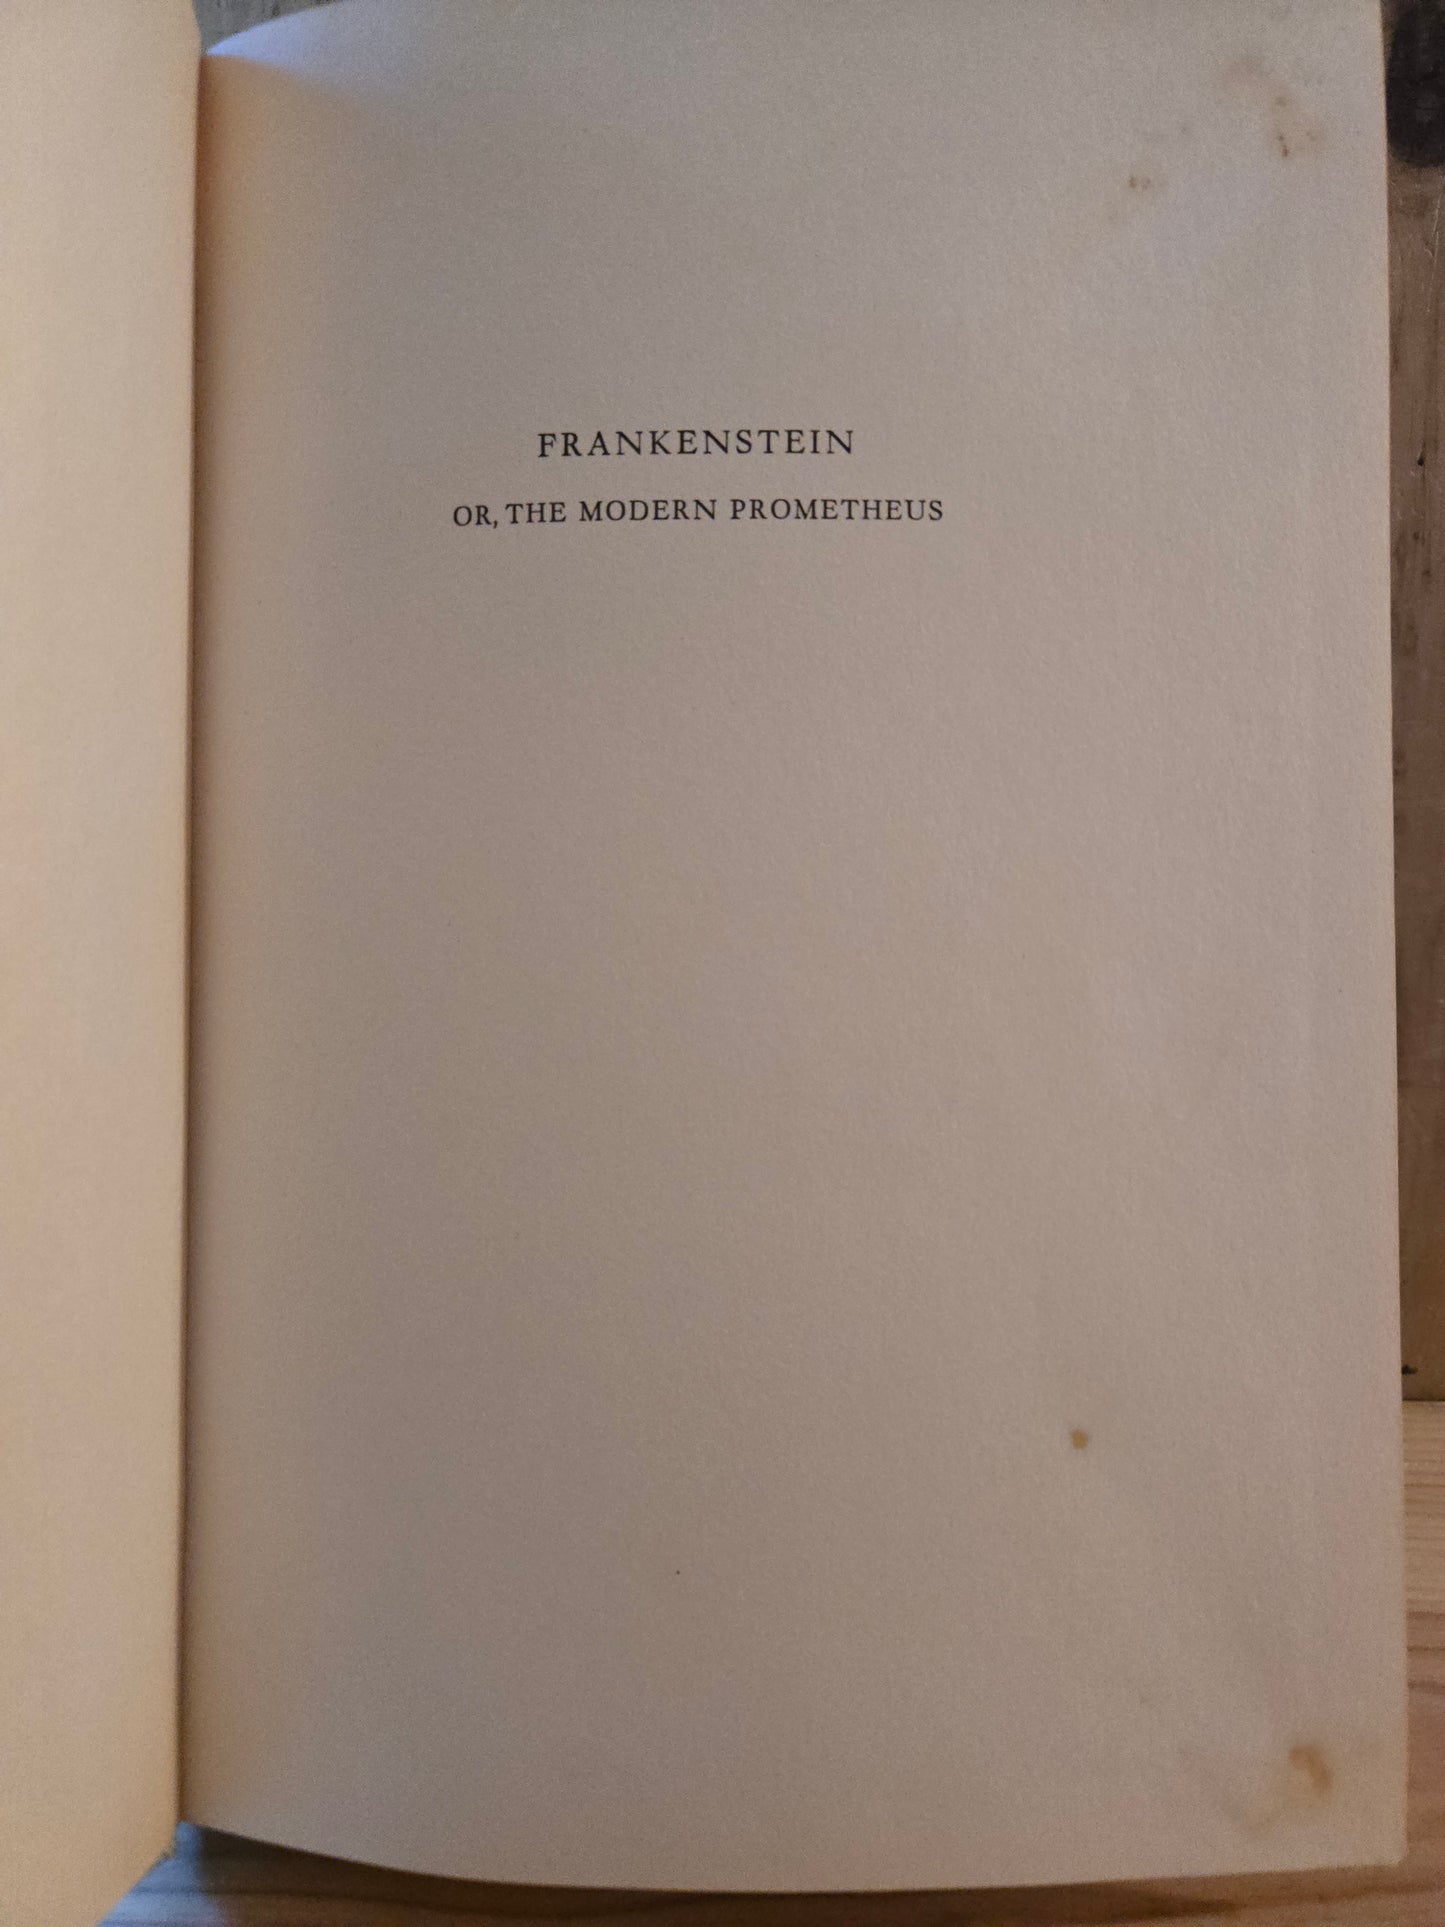 FRANKENSTEIN
OR, THE MODERN PROMETHEUS